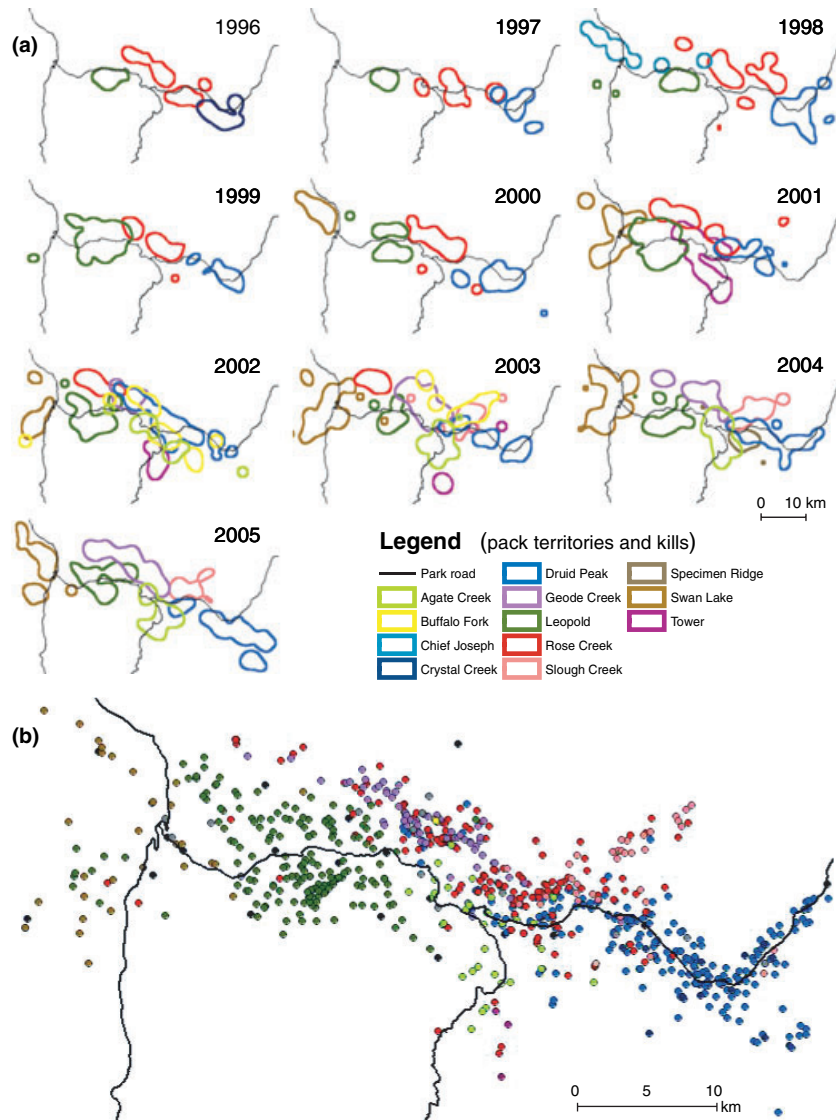 (a)
1996
1997
1998
1999
2000
2001
2002
2003
2004
0 10 km
2005
Legend (pack territories and kills)
Park road
Druid Peak
Specimen Ridge
Agate Creek
Geode Creek
Swan Lake
Buffalo Fork
Leopold
Tower
Chief Joseph
Rose Creek
Crystal Creek
Slough Creek
(b)
0 5 10
km